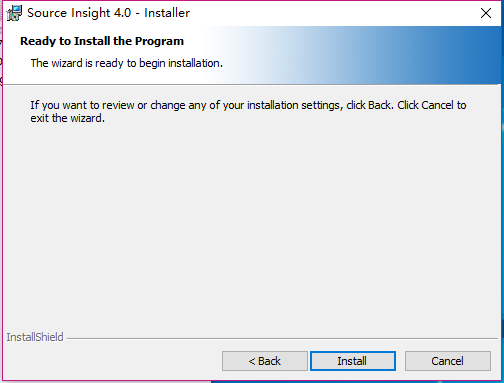 Source Insight 4.0 - Installer
Ready to Install the Program
The wizard is ready to begin installation.
If you want to review or change any of your installation settings, click Back. Click Cancel to
exit the wizard.
InstallShield
< Back
Install
Cancel